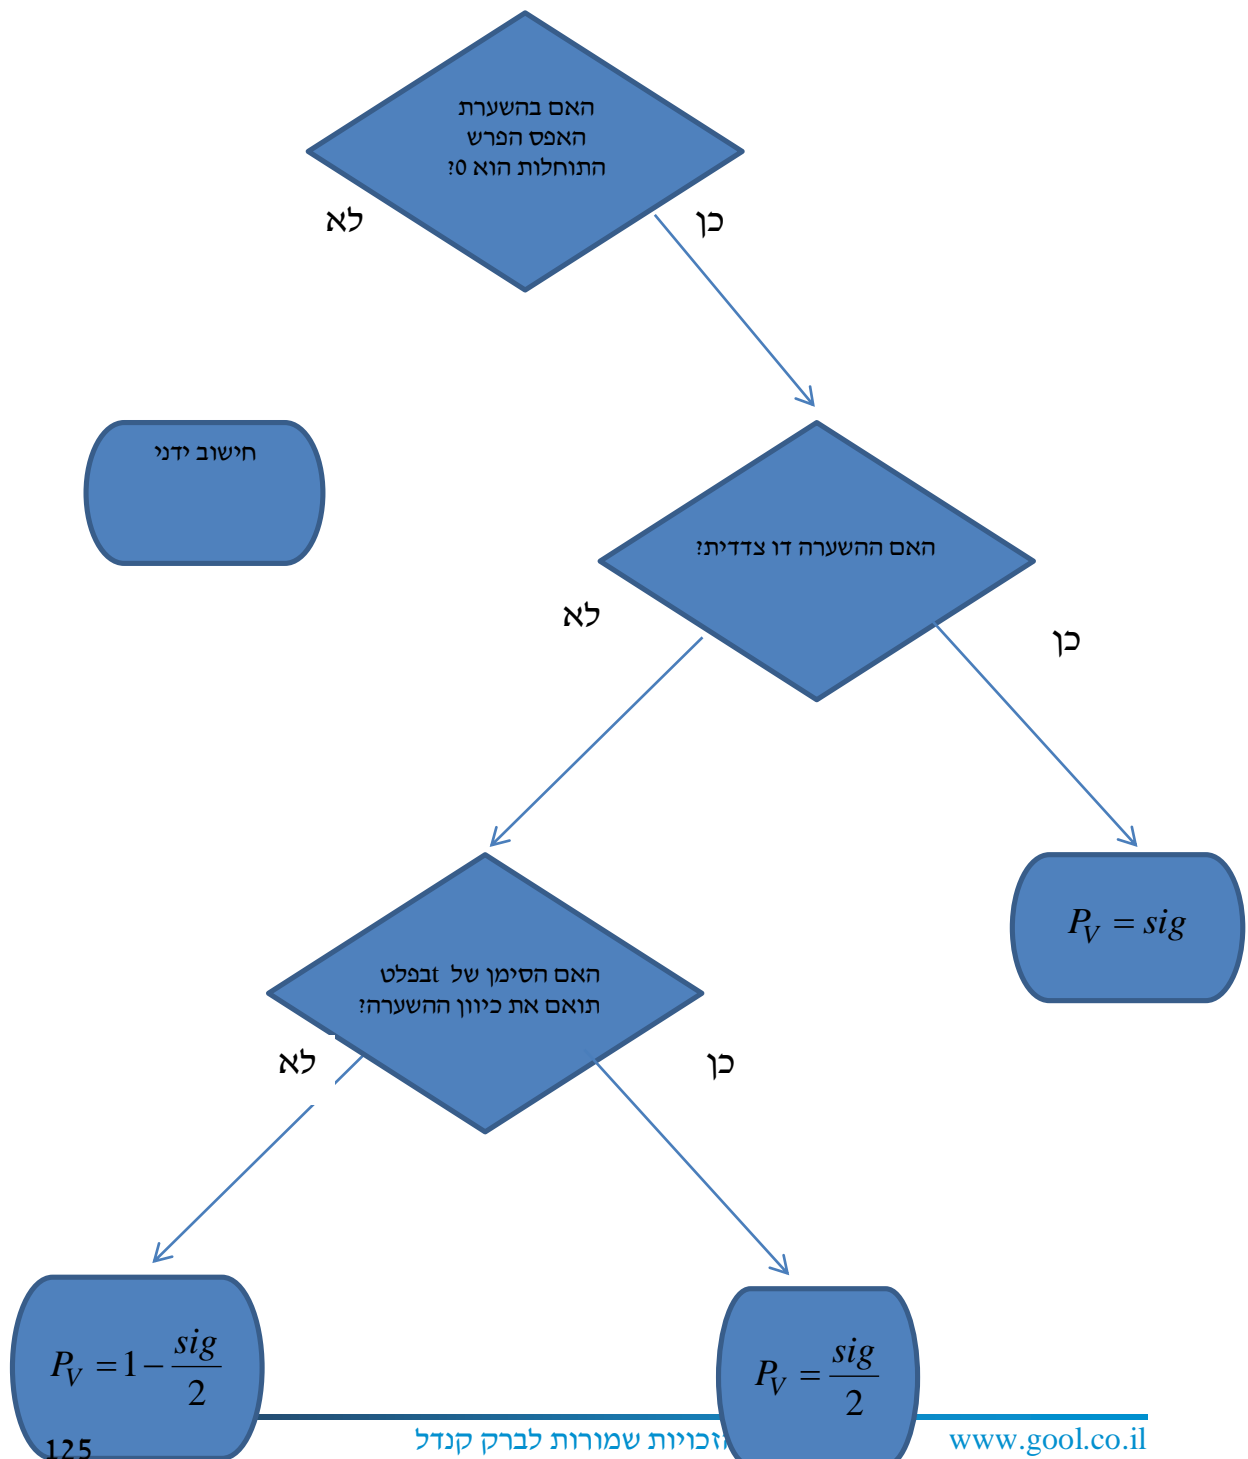 האם בהשערת
האפס הפרש
התוחלות הוא 0?
לא
כן
חישוב ידני
האם ההשערה דו צדדית?
לא
כן
P_V = sig
האם הסימן של t בפלט
תואם את כיוון ההשערה?
לא
כן
P_V = 1 - sig/2
P_V = sig/2
125
הזכויות שמורות לברק קנדל
www.gool.co.il